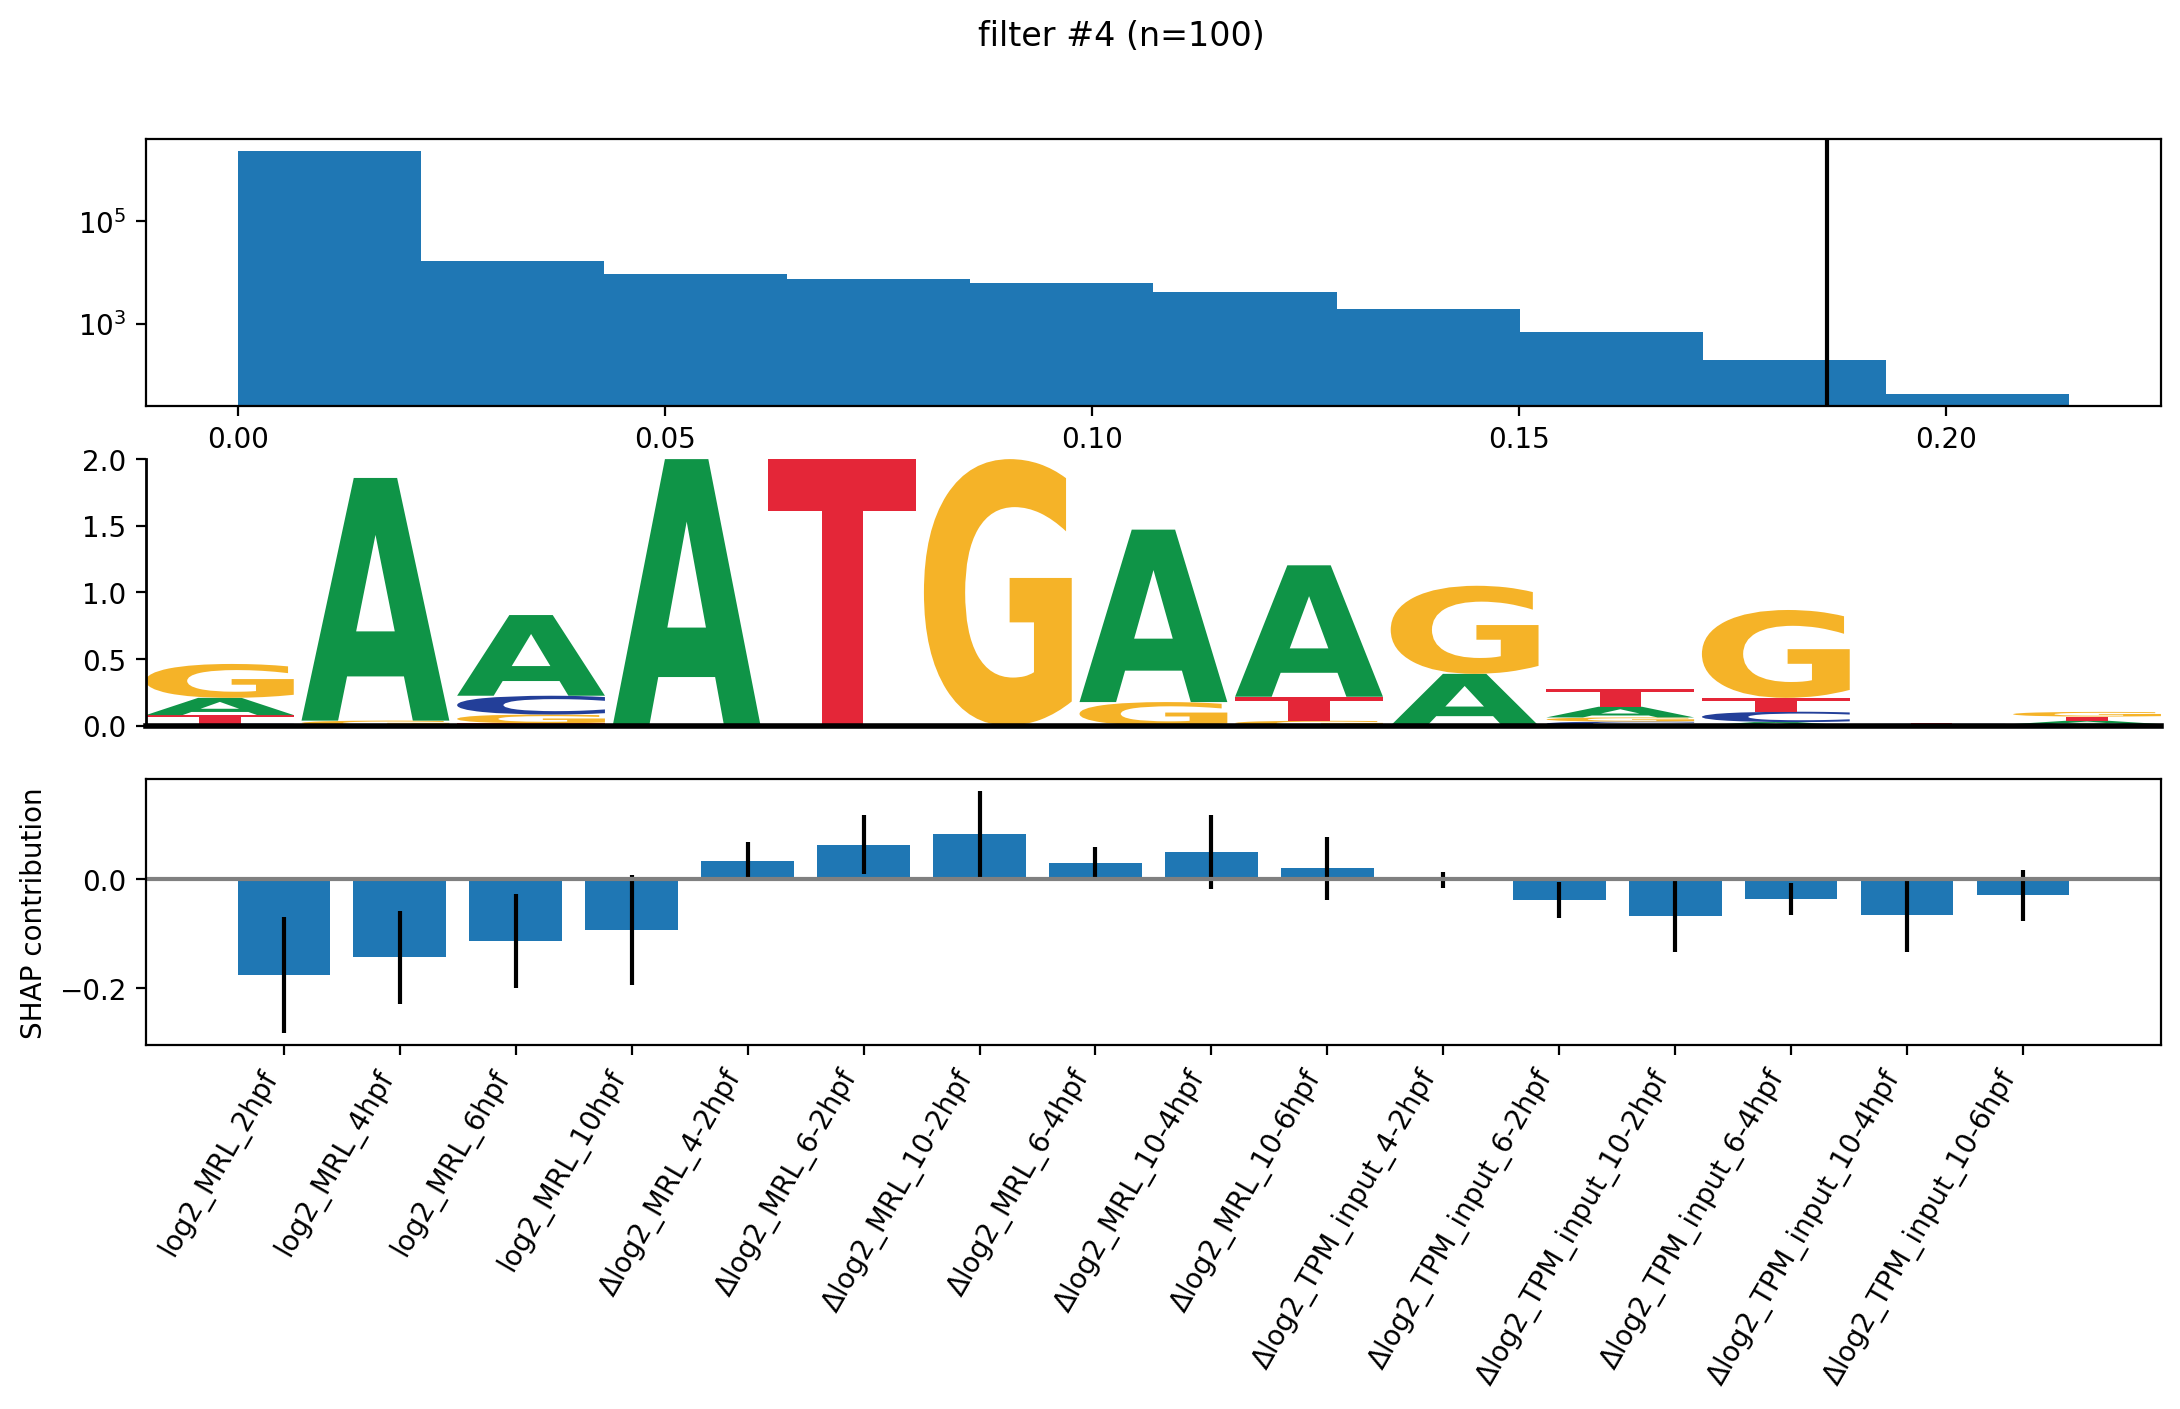 filter #4 (n=100)
10^5
10^3
0.00 0.05 0.10 0.15 0.20
2.0
1.5
1.0
0.5
0.0
G A A A T G A A G T G G
A C G T A A T T
T G G C A
SHAP contribution
0.0
−0.2
log2_MRL_2hpf
log2_MRL_4hpf
log2_MRL_6hpf
log2_MRL_10hpf
Δlog2_MRL_4-2hpf
Δlog2_MRL_6-2hpf
Δlog2_MRL_10-2hpf
Δlog2_MRL_6-4hpf
Δlog2_MRL_10-4hpf
Δlog2_MRL_10-6hpf
Δlog2_TPM_input_4-2hpf
Δlog2_TPM_input_6-2hpf
Δlog2_TPM_input_10-2hpf
Δlog2_TPM_input_6-4hpf
Δlog2_TPM_input_10-4hpf
Δlog2_TPM_input_10-6hpf